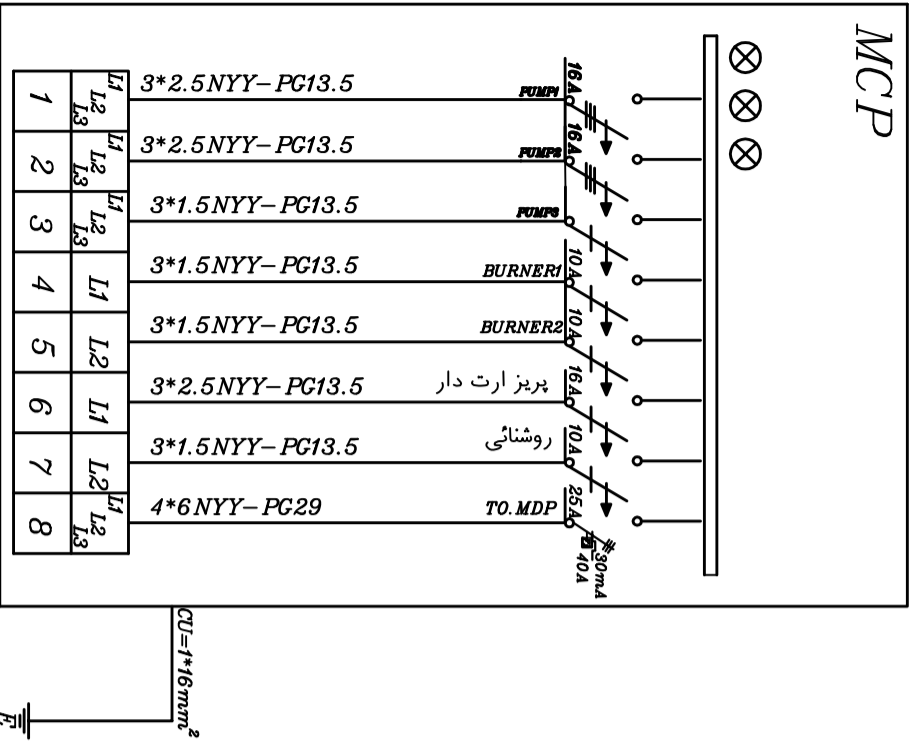 MCP
1 L1 L2 L3 3*2.5NYY-PG13.5 PUMP1 16A
2 L1 L2 L3 3*2.5NYY-PG13.5 PUMP2 16A
3 L1 L2 L3 3*1.5NYY-PG13.5 PUMP3
4 L1 3*1.5NYY-PG13.5 BURNER1 10A
5 L2 3*1.5NYY-PG13.5 BURNER2 10A
6 L1 3*2.5NYY-PG13.5 پریز ارت دار 16A
7 L2 3*1.5NYY-PG13.5 روشنائی 10A
8 L1 L2 L3 4*6NYY-PG29 TO.MDP 25A
30mA
40A
CU=1*16mm²